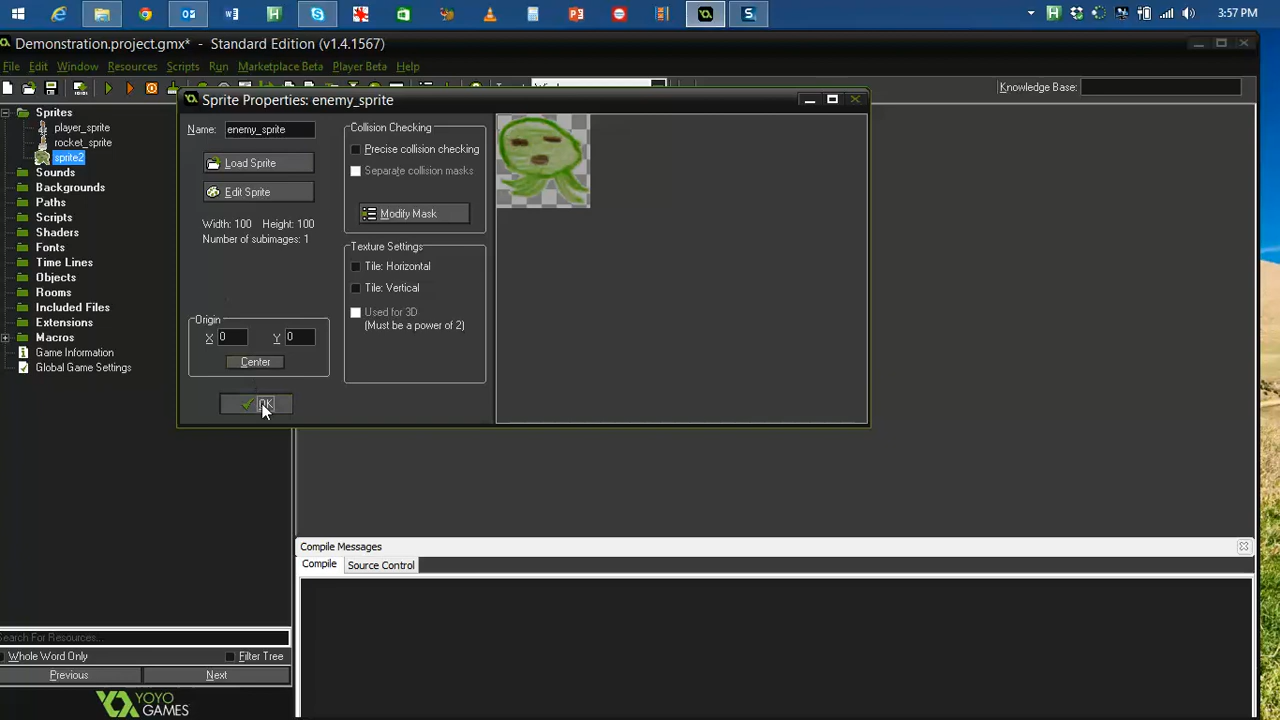 3:57 PM
Demonstration.project.gmx* - Standard Edition (v1.4.1567)
File Edit Window Resources Scripts Run Marketplace Beta Player Beta Help
Knowledge Base:
Sprites
player_sprite
rocket_sprite
sprite2
Sounds
Backgrounds
Paths
Scripts
Shaders
Fonts
Time Lines
Objects
Rooms
Included Files
Extensions
Macros
Game Information
Global Game Settings
Sprite Properties: enemy_sprite
Name: enemy_sprite
Load Sprite
Edit Sprite
Width: 100 Height: 100
Number of subimages: 1
Origin
X 0 Y 0
Center
OK
Collision Checking
Precise collision checking
Separate collision masks
Modify Mask
Texture Settings
Tile: Horizontal
Tile: Vertical
Used for 3D
(Must be a power of 2)
Compile Messages
Compile Source Control
Search For Resources...
Whole Word Only Filter Tree
Previous Next
YOYO
GAMES